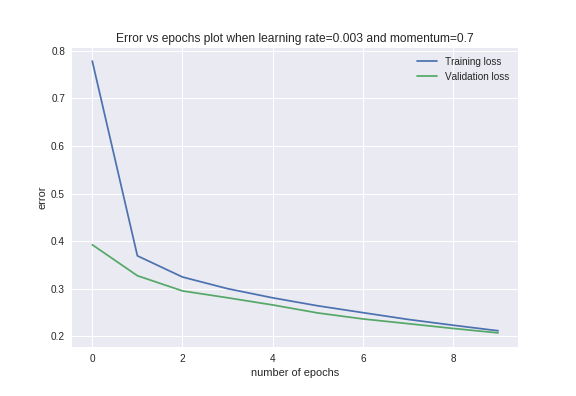 Error vs epochs plot when learning rate=0.003 and momentum=0.7
Training loss
Validation loss
error
0.8
0.7
0.6
0.5
0.4
0.3
0.2
0
2
4
6
8
number of epochs